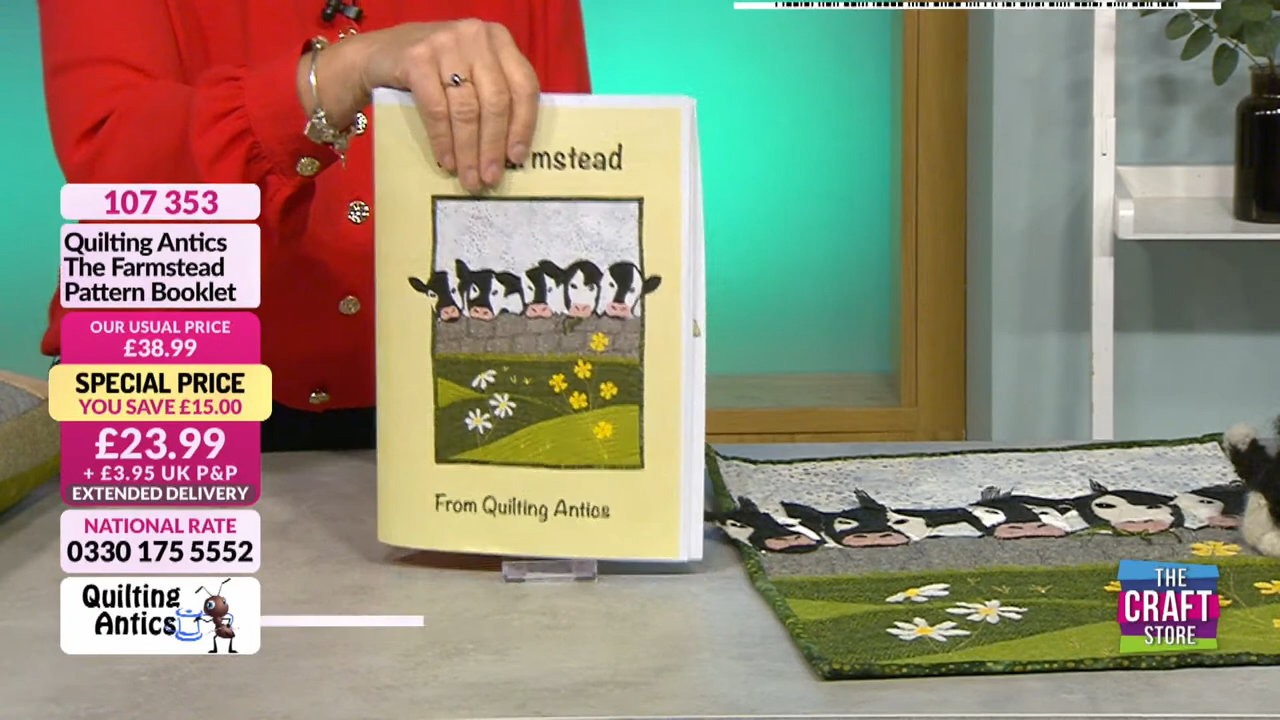 107 353
Quilting Antics
The Farmstead
Pattern Booklet
OUR USUAL PRICE
£38.99
SPECIAL PRICE
YOU SAVE £15.00
£23.99
+ £3.95 UK P&P
EXTENDED DELIVERY
NATIONAL RATE
0330 175 5552
Quilting
Antics
mstead
From Quilting Antics
THE
CRAFT
STORE